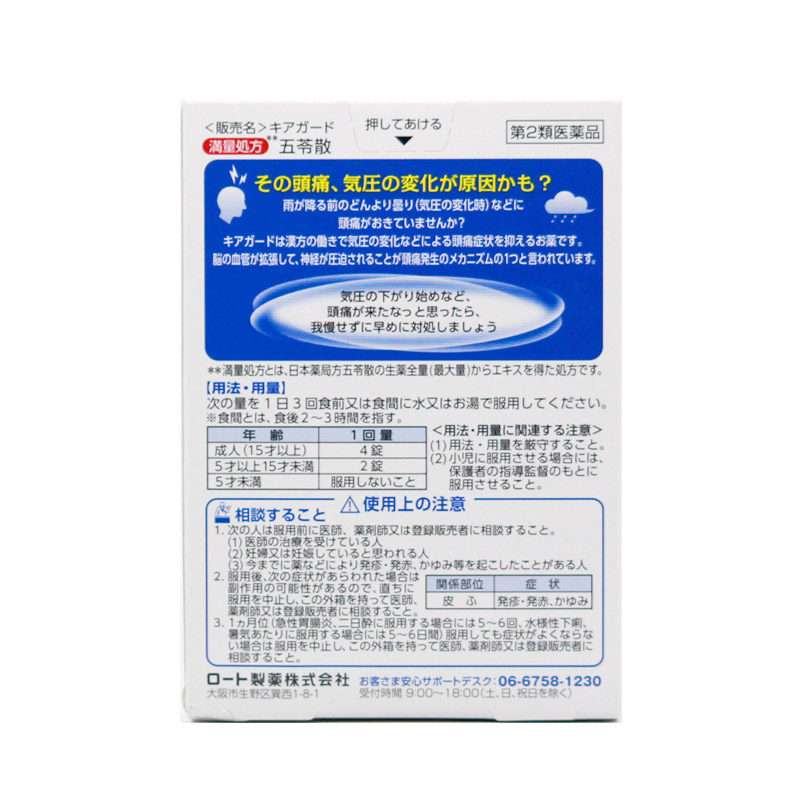 ＜販売名＞キアガード
押してあける
第2類医薬品
満量処方**五苓散
その頭痛、気圧の変化が原因かも？
雨が降る前のどんより曇り（気圧の変化時）などに
頭痛がおきていませんか？
キアガードは漢方の働きで気圧の変化などによる頭痛症状を抑えるお薬です。
脳の血管が拡張して、神経が圧迫されることが頭痛発生のメカニズムの1つと言われています。
気圧の下がり始めなど、
頭痛が来たなっと思ったら、
我慢せずに早めに対処しましょう
**満量処方とは、日本薬局方五苓散の生薬全量（最大量）からエキスを得た処方です。
【用法・用量】
次の量を1日3回食前又は食間に水又はお湯で服用してください。
※食間とは、食後2～3時間を指す。
年齢 1回量
成人（15才以上） 4錠
5才以上15才未満 2錠
5才未満 服用しないこと
＜用法・用量に関連する注意＞
(1) 用法・用量を厳守すること。
(2) 小児に服用させる場合には、
保護者の指導監督のもとに
服用させること。
使用上の注意
相談すること
1. 次の人は服用前に医師、薬剤師又は登録販売者に相談すること。
(1) 医師の治療を受けている人
(2) 妊婦又は妊娠していると思われる人
(3) 今までに薬などにより発疹・発赤、かゆみ等を起こしたことがある人
2. 服用後、次の症状があらわれた場合は
副作用の可能性があるので、直ちに
服用を中止し、この外箱を持って医師、
薬剤師又は登録販売者に相談すること。
関係部位 症状
皮ふ 発疹・発赤、かゆみ
3. 1ヵ月位（急性胃腸炎、二日酔に服用する場合には5～6回、水様性下痢、
暑気あたりに服用する場合には5～6日間）服用しても症状がよくならな
い場合は服用を中止し、この外箱を持って医師、薬剤師又は登録販売者に
相談すること。
ロート製薬株式会社
大阪市生野区巽西1-8-1
お客さま安心サポートデスク：06-6758-1230
受付時間 9:00～18:00（土、日、祝日を除く）